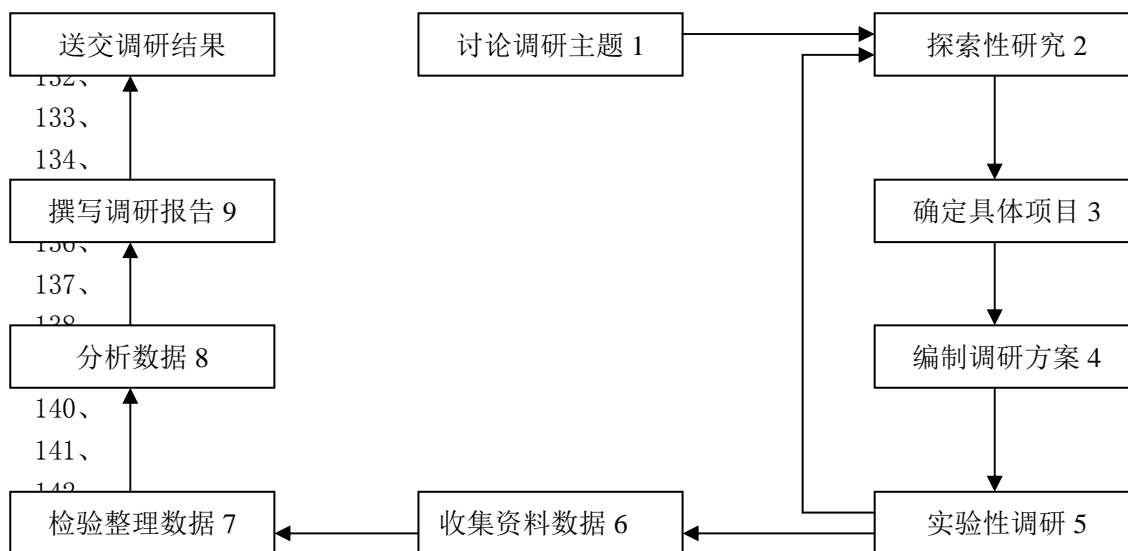 送交调研结果
讨论调研主题 1
探索性研究 2
133、
134、
撰写调研报告 9
确定具体项目 3
137、
分析数据 8
编制调研方案 4
140、
141、
检验整理数据 7
收集资料数据 6
实验性调研 5